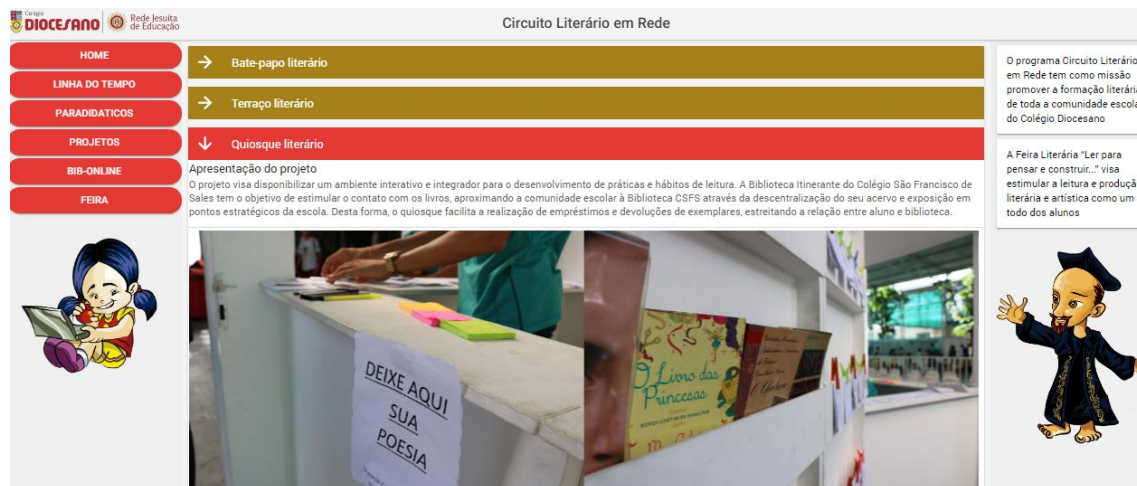 Colégio
DIOCESANO
Rede Jesuíta
de Educação
Circuito Literário em Rede
HOME
LINHA DO TEMPO
PARADIDATICOS
PROJETOS
BIB-ONLINE
FEIRA
Bate-papo literário
Terraço literário
Quiosque literário
Apresentação do projeto
O projeto visa disponibilizar um ambiente interativo e integrador para o desenvolvimento de práticas e hábitos de leitura. A Biblioteca Itinerante do Colégio São Francisco de
Sales tem o objetivo de estimular o contato com os livros, aproximando a comunidade escolar à Biblioteca CSFS através da descentralização do seu acervo e exposição em
pontos estratégicos da escola. Desta forma, o quiosque facilita a realização de empréstimos e devoluções de exemplares, estreitando a relação entre aluno e biblioteca.
DEIXE AQUI
SUA
POESIA
O Livro das
Princesas
O programa Circuito Literário
em Rede tem como missão
promover a formação literári
de toda a comunidade escola
do Colégio Diocesano
A Feira Literária "Ler para
pensar e construir..." visa
estimular a leitura e produçã
literária e artística como um
todo dos alunos